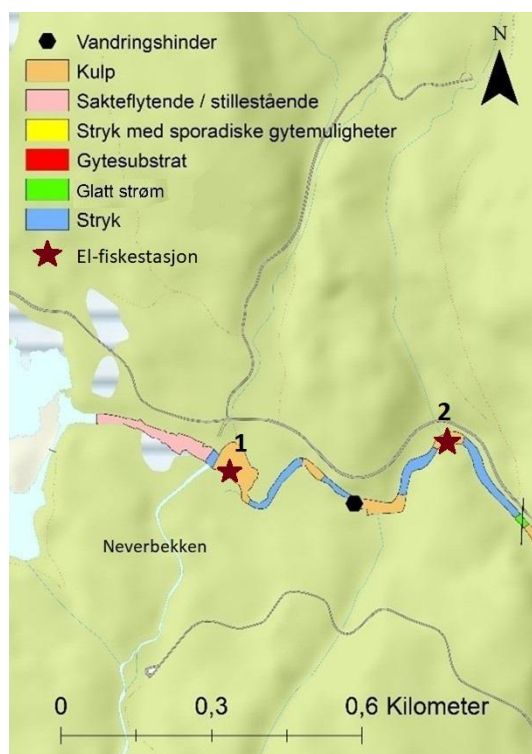 Vandringshinder
N
Kulp
Sakteflytende / stillestående
Stryk med sporadiske gytemuligheter
Gytesubstrat
Glatt strøm
Stryk
El-fiskestasjon
1
2
Neverbekken
0
0,3
0,6 Kilometer